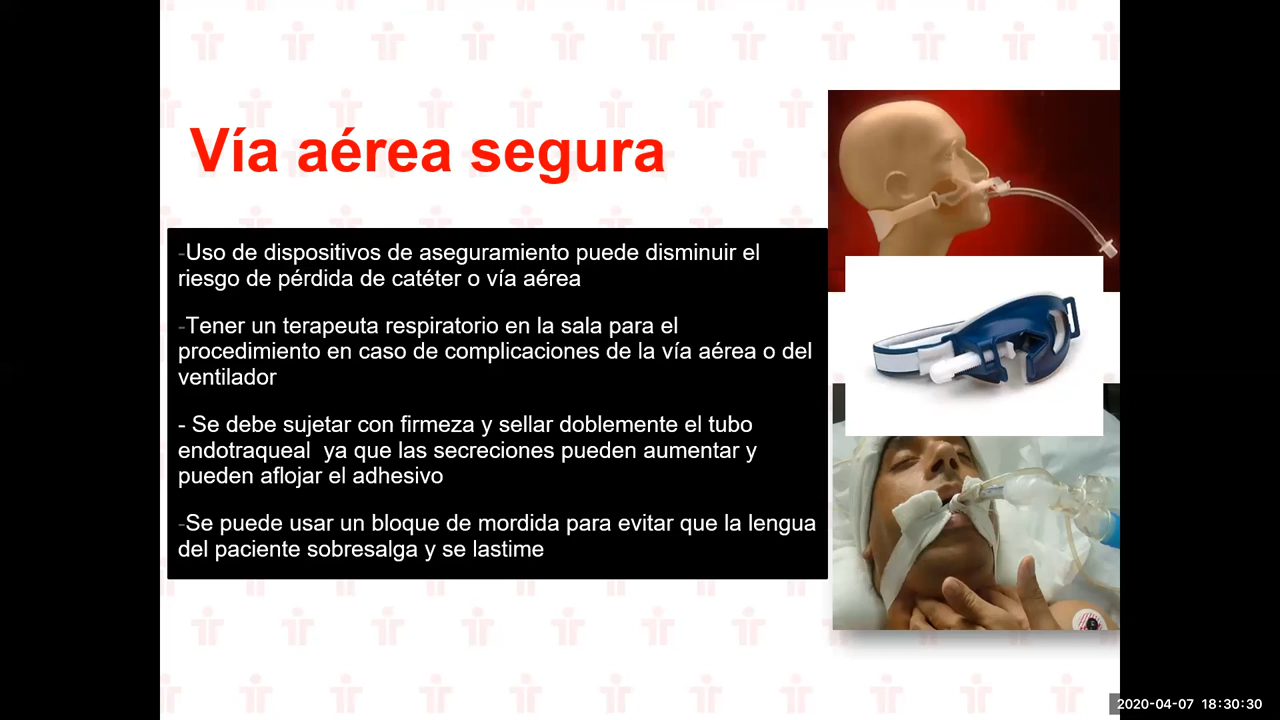 Vía aérea segura
-Uso de dispositivos de aseguramiento puede disminuir el
riesgo de pérdida de catéter o vía aérea
-Tener un terapeuta respiratorio en la sala para el
procedimiento en caso de complicaciones de la vía aérea o del
ventilador
- Se debe sujetar con firmeza y sellar doblemente el tubo
endotraqueal  ya que las secreciones pueden aumentar y
pueden aflojar el adhesivo
-Se puede usar un bloque de mordida para evitar que la lengua
del paciente sobresalga y se lastime
2020-04-07 18:30:30